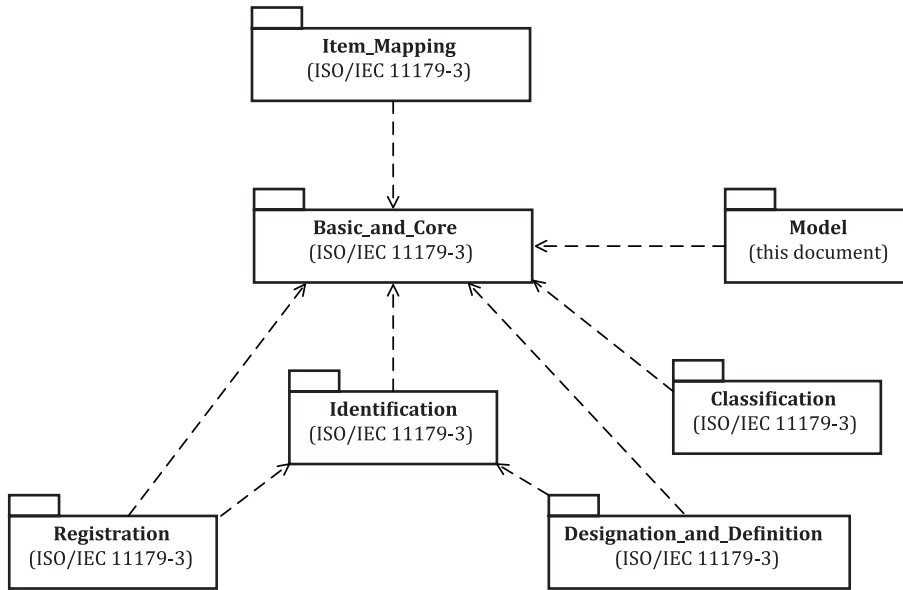 Item_Mapping
(ISO/IEC 11179-3)
Basic_and_Core
(ISO/IEC 11179-3)
Model
(this document)
Identification
(ISO/IEC 11179-3)
Classification
(ISO/IEC 11179-3)
Registration
(ISO/IEC 11179-3)
Designation_and_Definition
(ISO/IEC 11179-3)